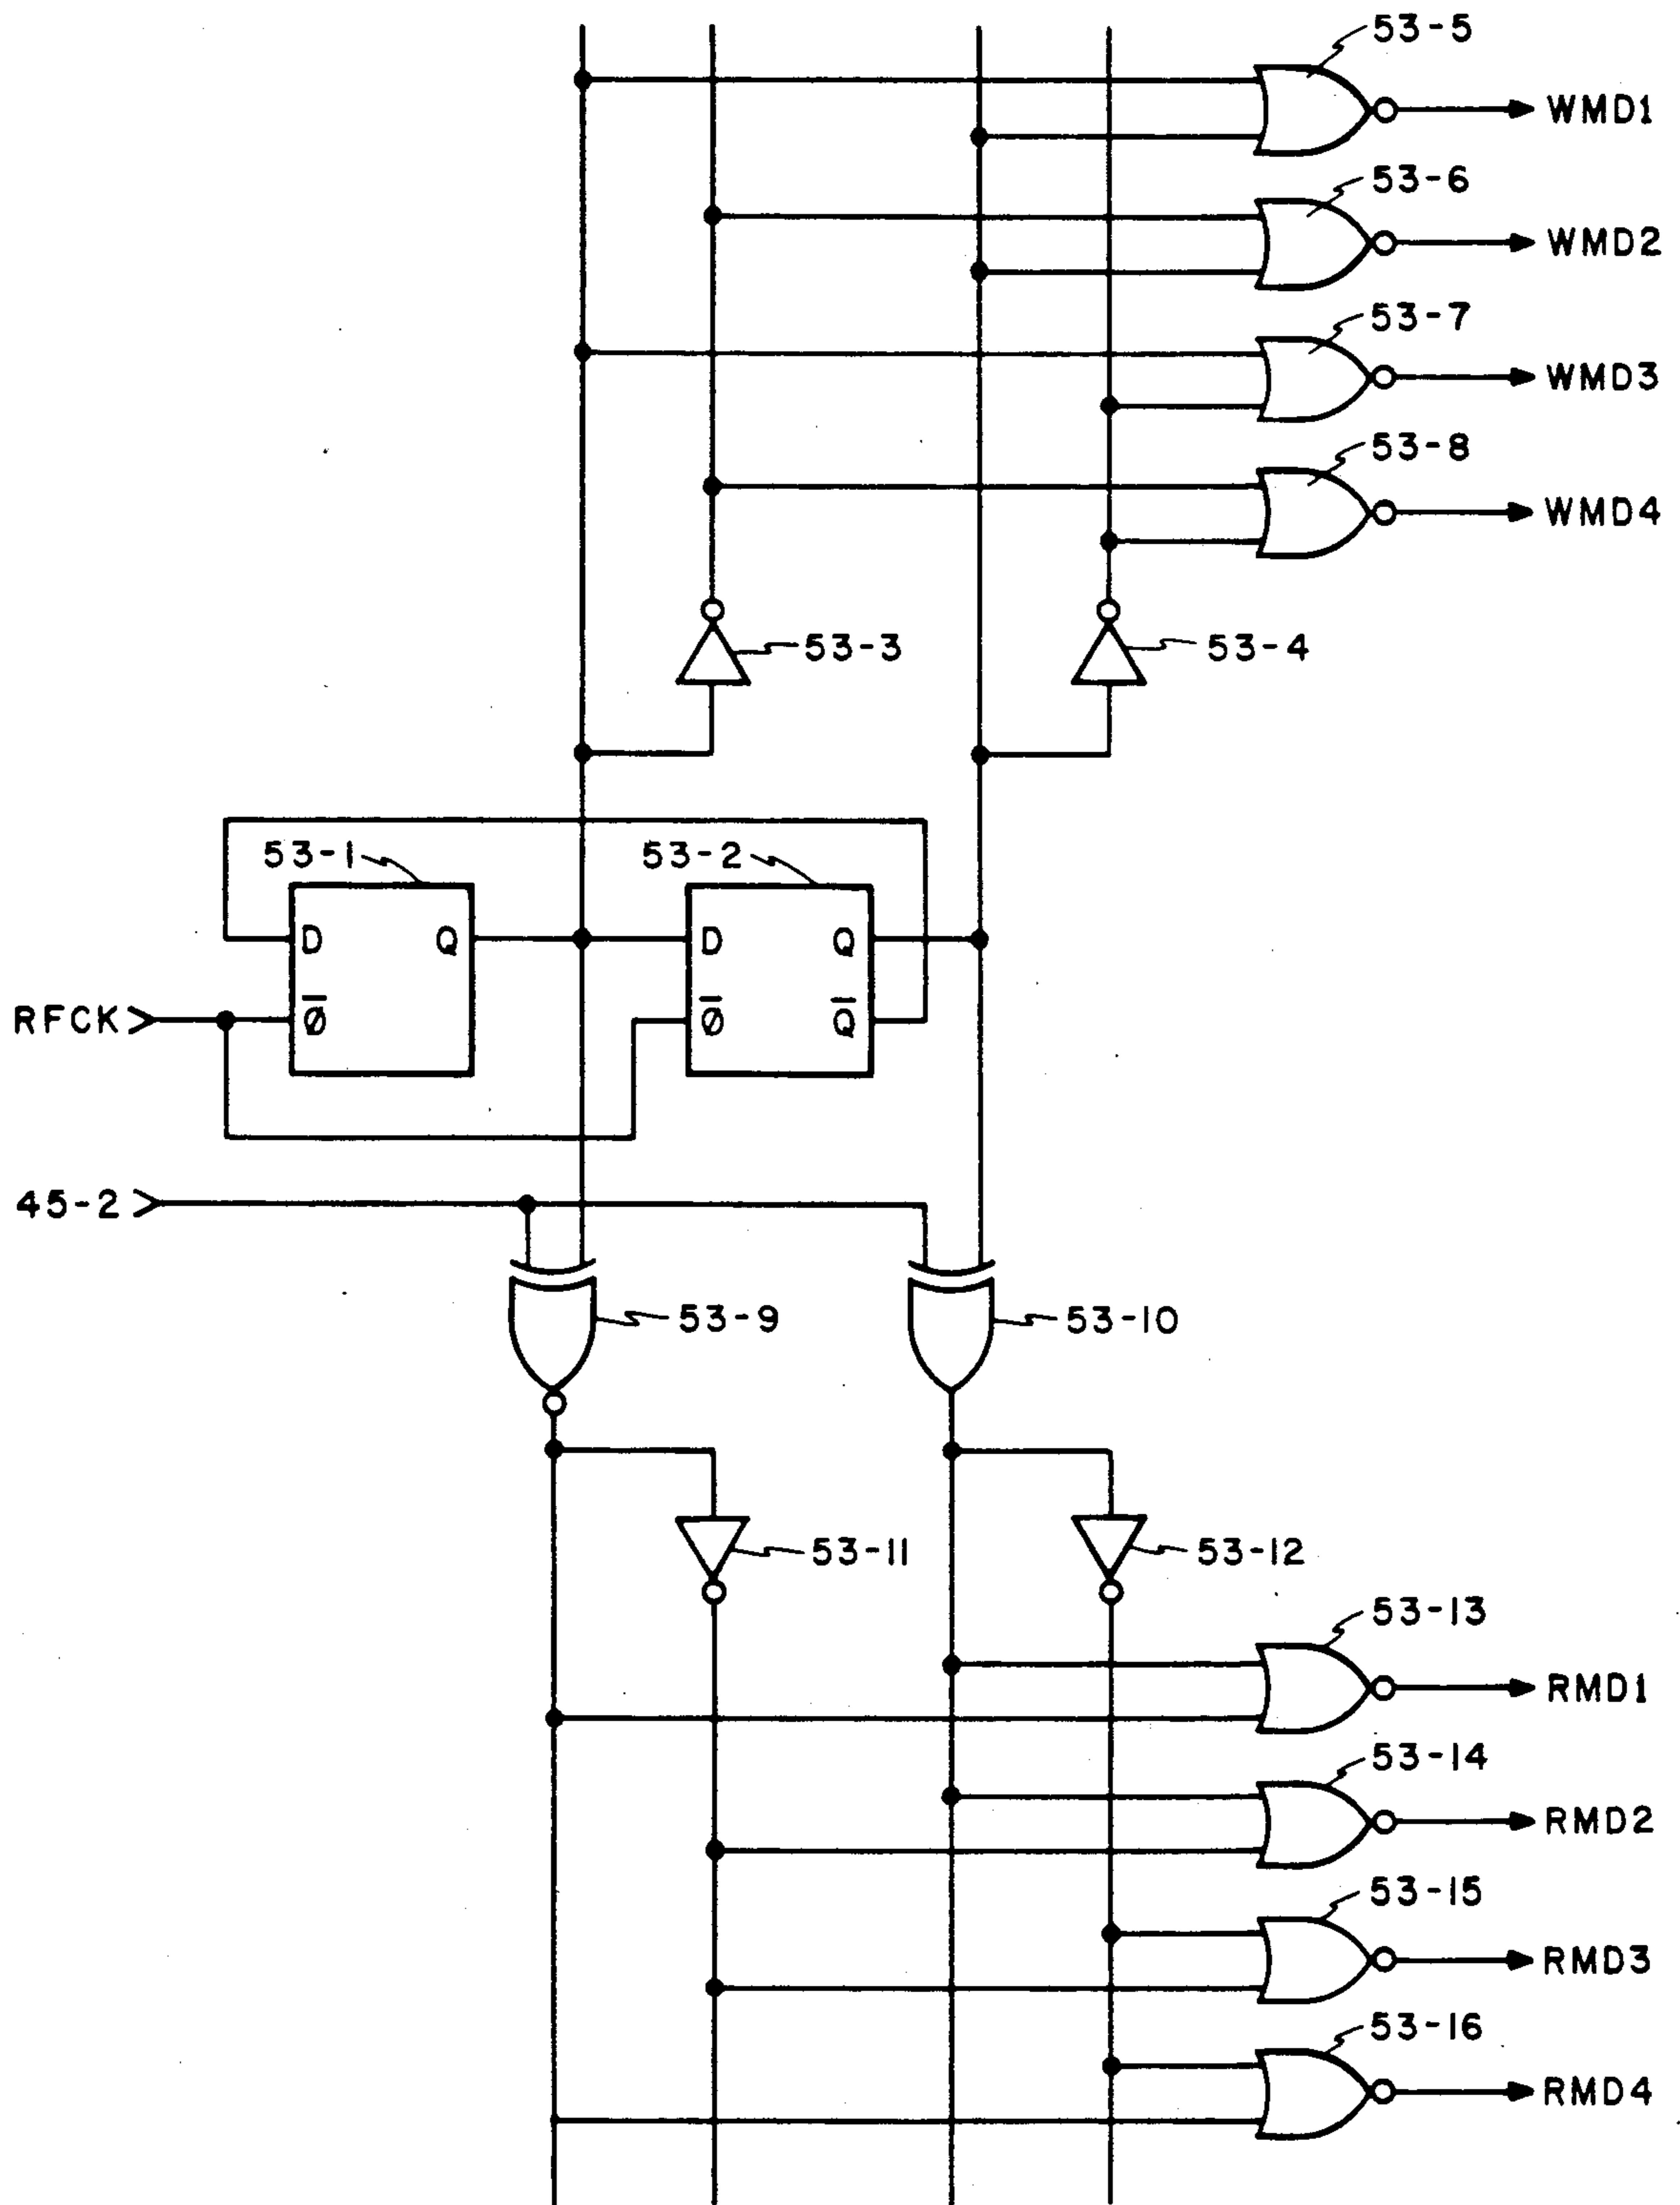 53-5
WMD1
53-6
WMD2
53-7
WMD3
53-8
WMD4
53-3
53-4
53-1
53-2
D Q
D Q
RFCK
Ø̅
Ø̅ Q̅
45-2
53-9
53-10
53-11
53-12
53-13
RMD1
53-14
RMD2
53-15
RMD3
53-16
RMD4